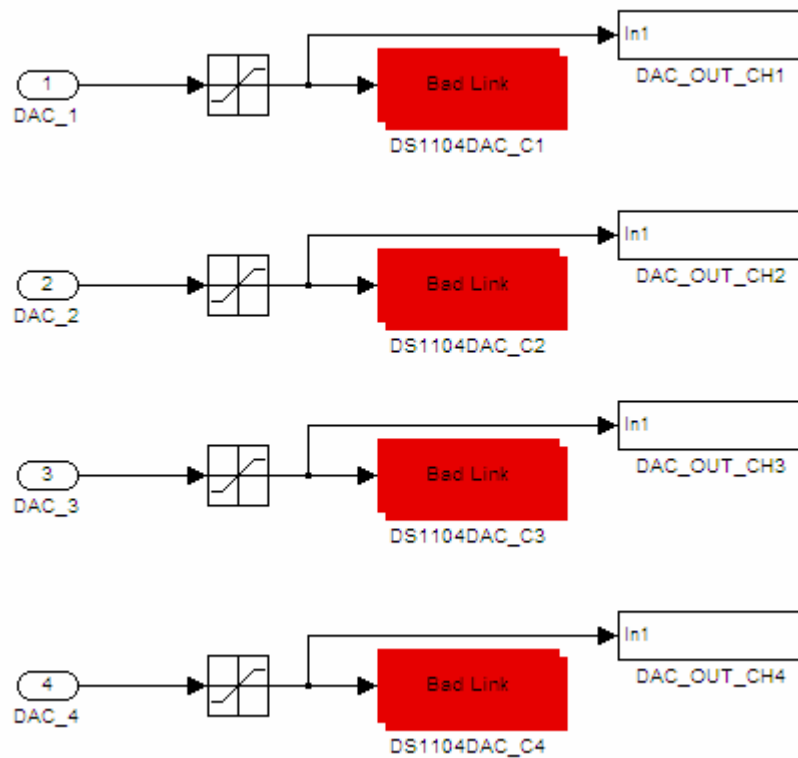 In1
DAC_OUT_CH1
1
DAC_1
Bad Link
DS1104DAC_C1
In1
DAC_OUT_CH2
2
DAC_2
Bad Link
DS1104DAC_C2
In1
DAC_OUT_CH3
3
DAC_3
Bad Link
DS1104DAC_C3
In1
DAC_OUT_CH4
4
DAC_4
Bad Link
DS1104DAC_C4